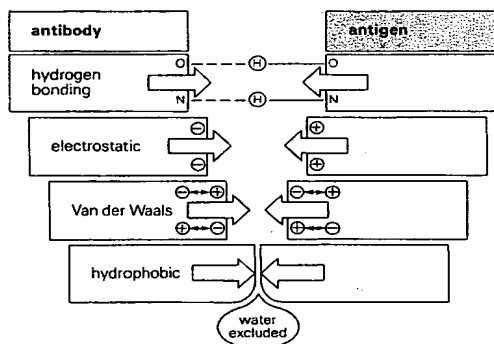 antibody antigen
hydrogen bonding
O H O
N H N
electrostatic
⊖ ⊕
⊖ ⊕
Van der Waals
⊖↔⊕ ⊖↔⊕
⊕↔⊖ ⊕↔⊖
hydrophobic
water
excluded